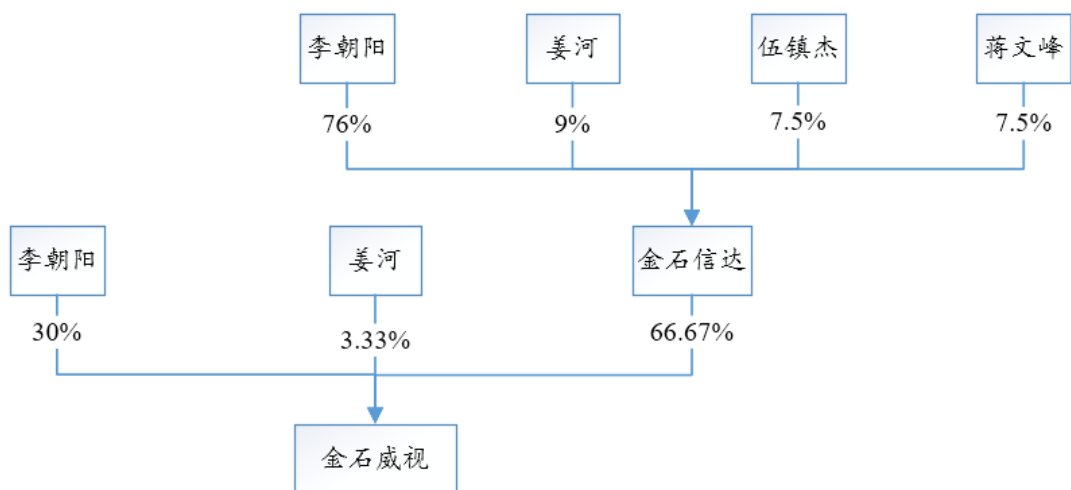 李朝阳 姜河 伍镇杰 蒋文峰
76% 9% 7.5% 7.5%
李朝阳 姜河 金石信达
30% 3.33% 66.67%
金石威视